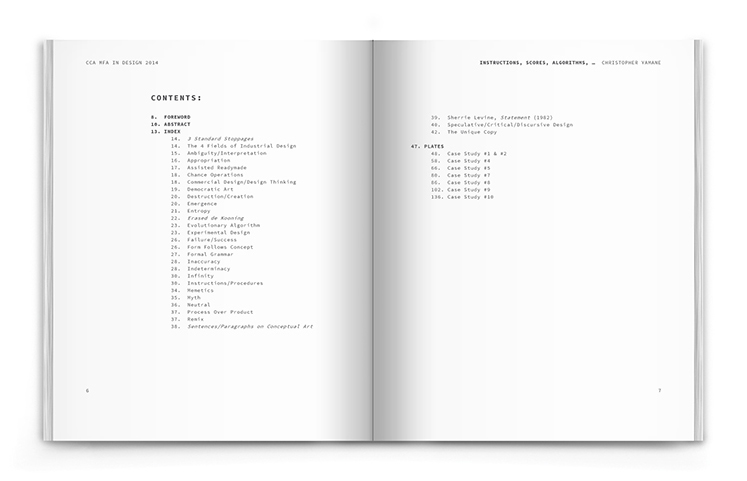 CCA MFA IN DESIGN 2014
CONTENTS:
8. FOREWORD
10. ABSTRACT
13. INDEX
14. 3 Standard Stoppages
14. The 4 Fields of Industrial Design
15. Ambiguity/Interpretation
16. Appropriation
17. Assisted Readymade
18. Chance Operations
18. Commercial Design/Design Thinking
19. Democratic Art
20. Destruction/Creation
20. Emergence
21. Entropy
22. Erased de Kooning
23. Evolutionary Algorithm
23. Experimental Design
26. Failure/Success
26. Form Follows Concept
27. Formal Grammar
28. Inaccuracy
28. Indeterminacy
30. Infinity
30. Instructions/Procedures
34. Memetics
35. Myth
36. Neutral
37. Process Over Product
37. Remix
38. Sentences/Paragraphs on Conceptual Art
6
INSTRUCTIONS, SCORES, ALGORITHMS, … CHRISTOPHER YAMANE
39. Sherrie Levine, Statement (1982)
40. Speculative/Critical/Discursive Design
42. The Unique Copy
47. PLATES
48. Case Study #1 & #2
58. Case Study #4
66. Case Study #5
80. Case Study #7
86. Case Study #8
102. Case Study #9
136. Case Study #10
7